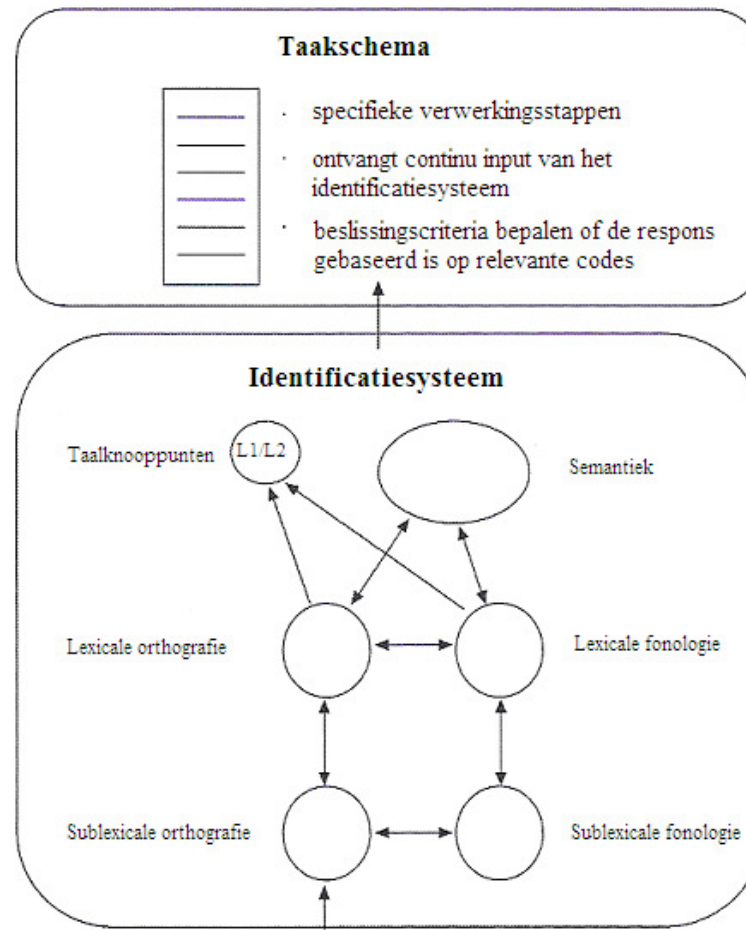 Taakschema
· specifieke verwerkingsstappen
· ontvangt continu input van het
identificatiesysteem
· beslissingscriteria bepalen of de respons
gebaseerd is op relevante codes
Identificatiesysteem
Taalknooppunten
L1/L2
Semantiek
Lexicale orthografie
Lexicale fonologie
Sublexicale orthografie
Sublexicale fonologie